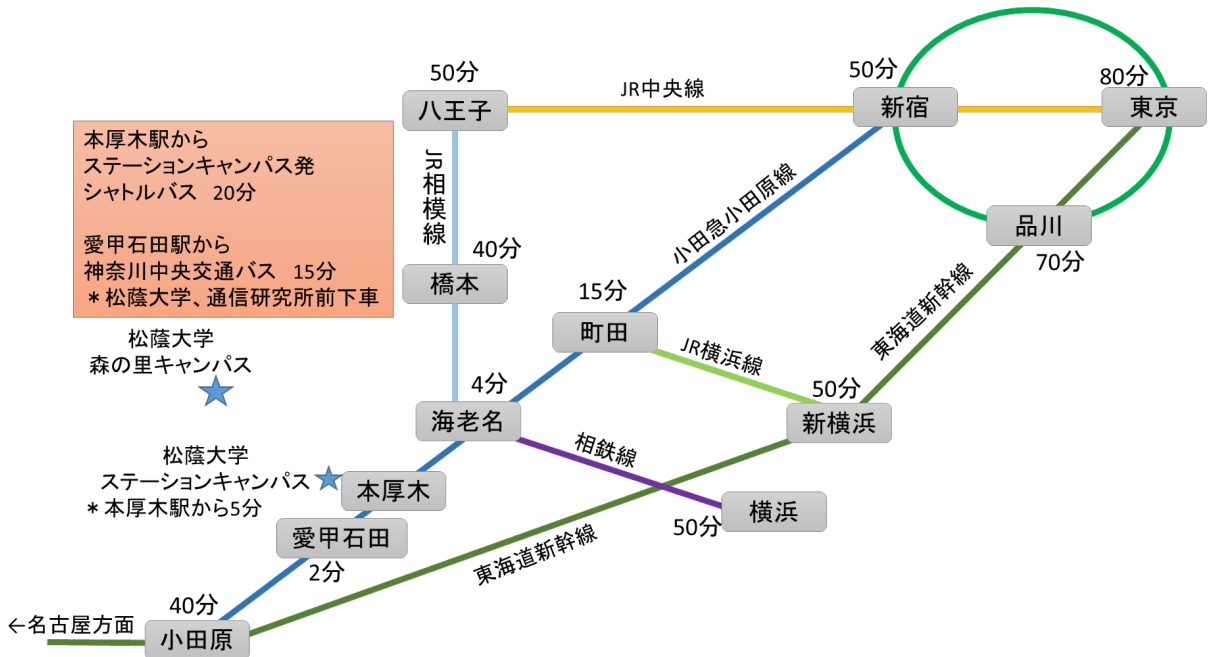 50分
八王子
JR中央線
50分
新宿
80分
東京
本厚木駅から
ステーションキャンパス発
シャトルバス 20分
愛甲石田駅から
神奈川中央交通バス 15分
＊松蔭大学、通信研究所前下車
JR相模線
小田急小田原線
品川
70分
40分
橋本
15分
町田
JR横浜線
東海道新幹線
松蔭大学
森の里キャンパス
4分
海老名
50分
新横浜
相鉄線
松蔭大学
ステーションキャンパス
＊本厚木駅から5分
本厚木
横浜
50分
愛甲石田
2分
東海道新幹線
40分
小田原
←名古屋方面